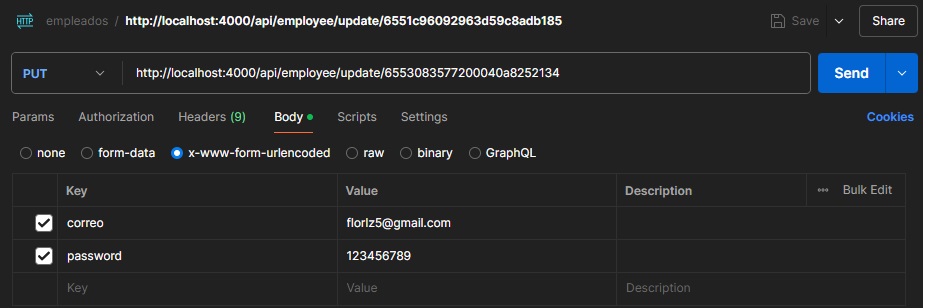 HTTP empleados / http://localhost:4000/api/employee/update/6551c96092963d59c8adb185 Save Share
PUT http://localhost:4000/api/employee/update/6553083577200040a8252134 Send
Params Authorization Headers (9) Body Scripts Settings Cookies
none form-data x-www-form-urlencoded raw binary GraphQL
Key Value Description Bulk Edit
correo florlz5@gmail.com
password 123456789
Key Value Description